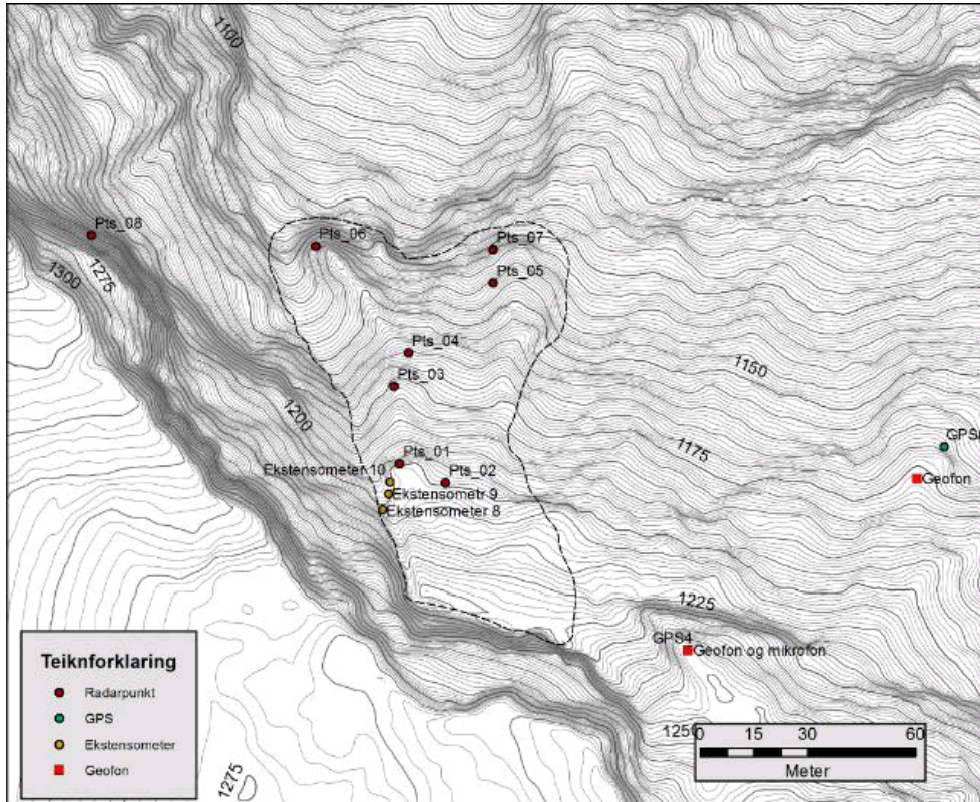 1100
Pts_08
Pts_06
Pts_07
1300
1275
Pts_05
Pts_04
1150
Pts_03
1200
1175
Pts_01
Ekstensometer 10
Pts_02
Geofon
Ekstensometr 9
Ekstensometer 8
1225
GPS4
Geofon og mikrofon
1250
0 15 30 60
Meter
1275
Teiknforklaring
Radarpunkt
GPS
Ekstensometer
Geofon